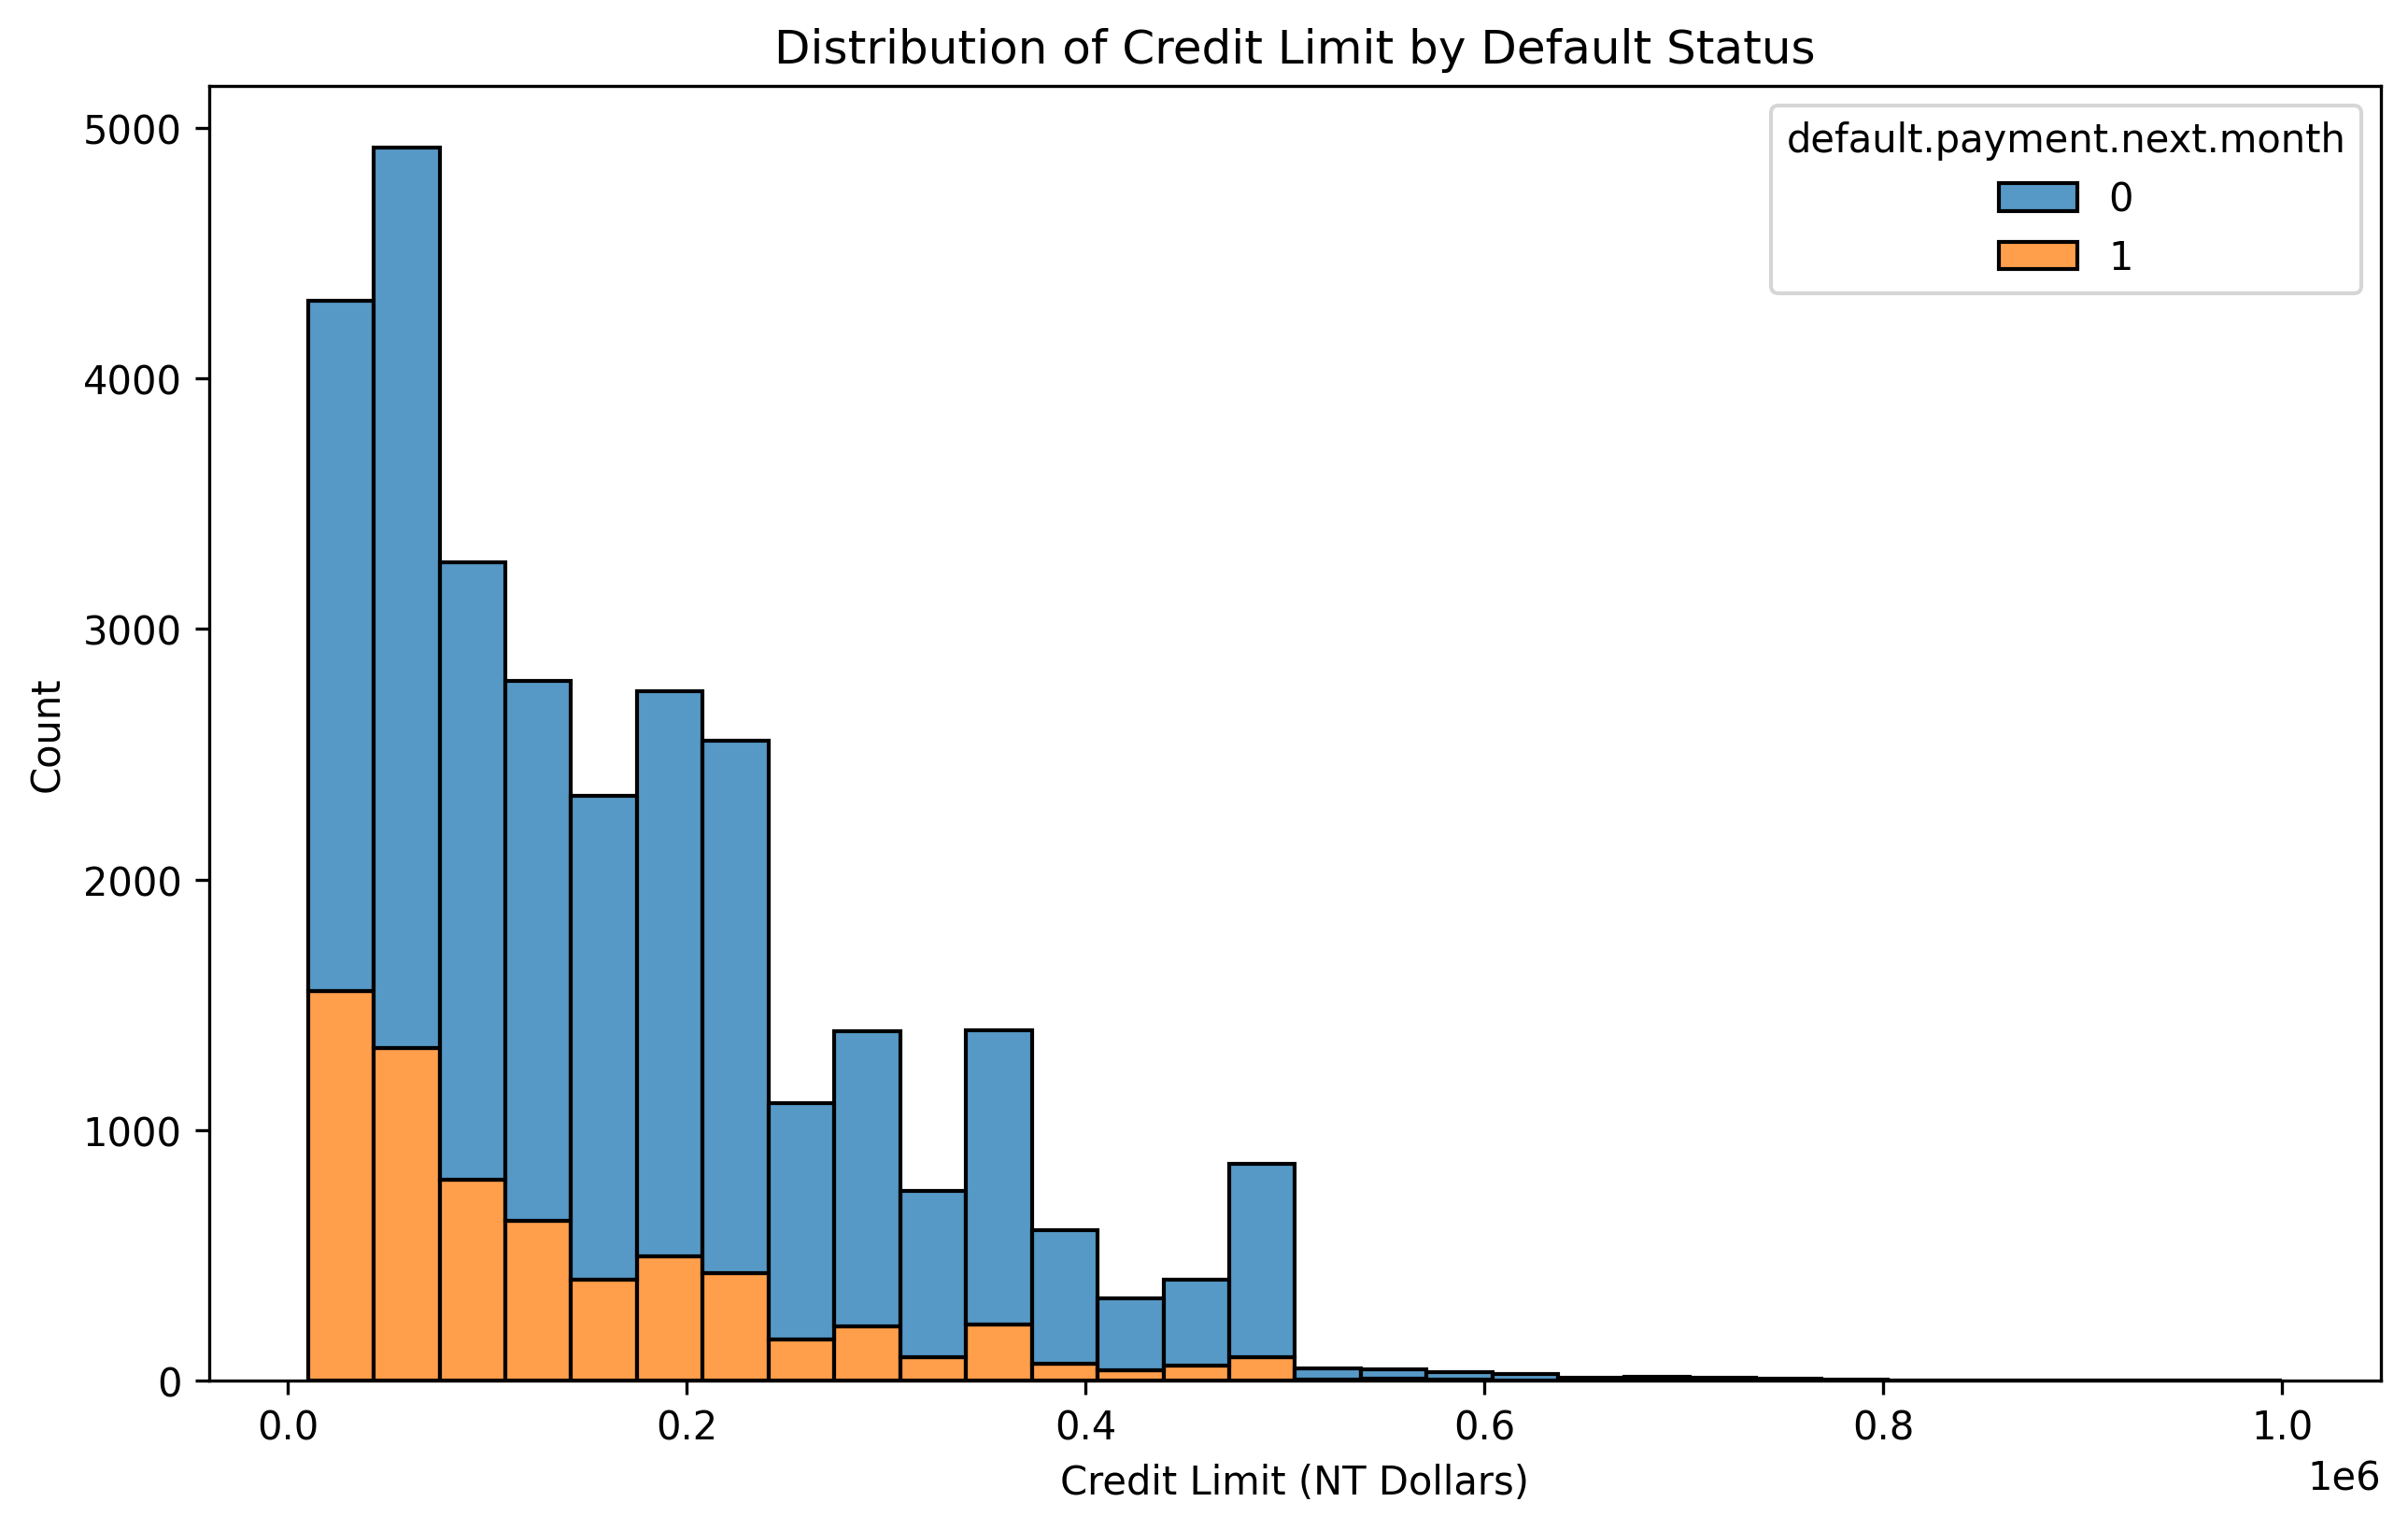 Distribution of Credit Limit by Default Status
default.payment.next.month
0
1
5000
4000
3000
2000
1000
0
Count
0.0 0.2 0.4 0.6 0.8 1.0
1e6
Credit Limit (NT Dollars)